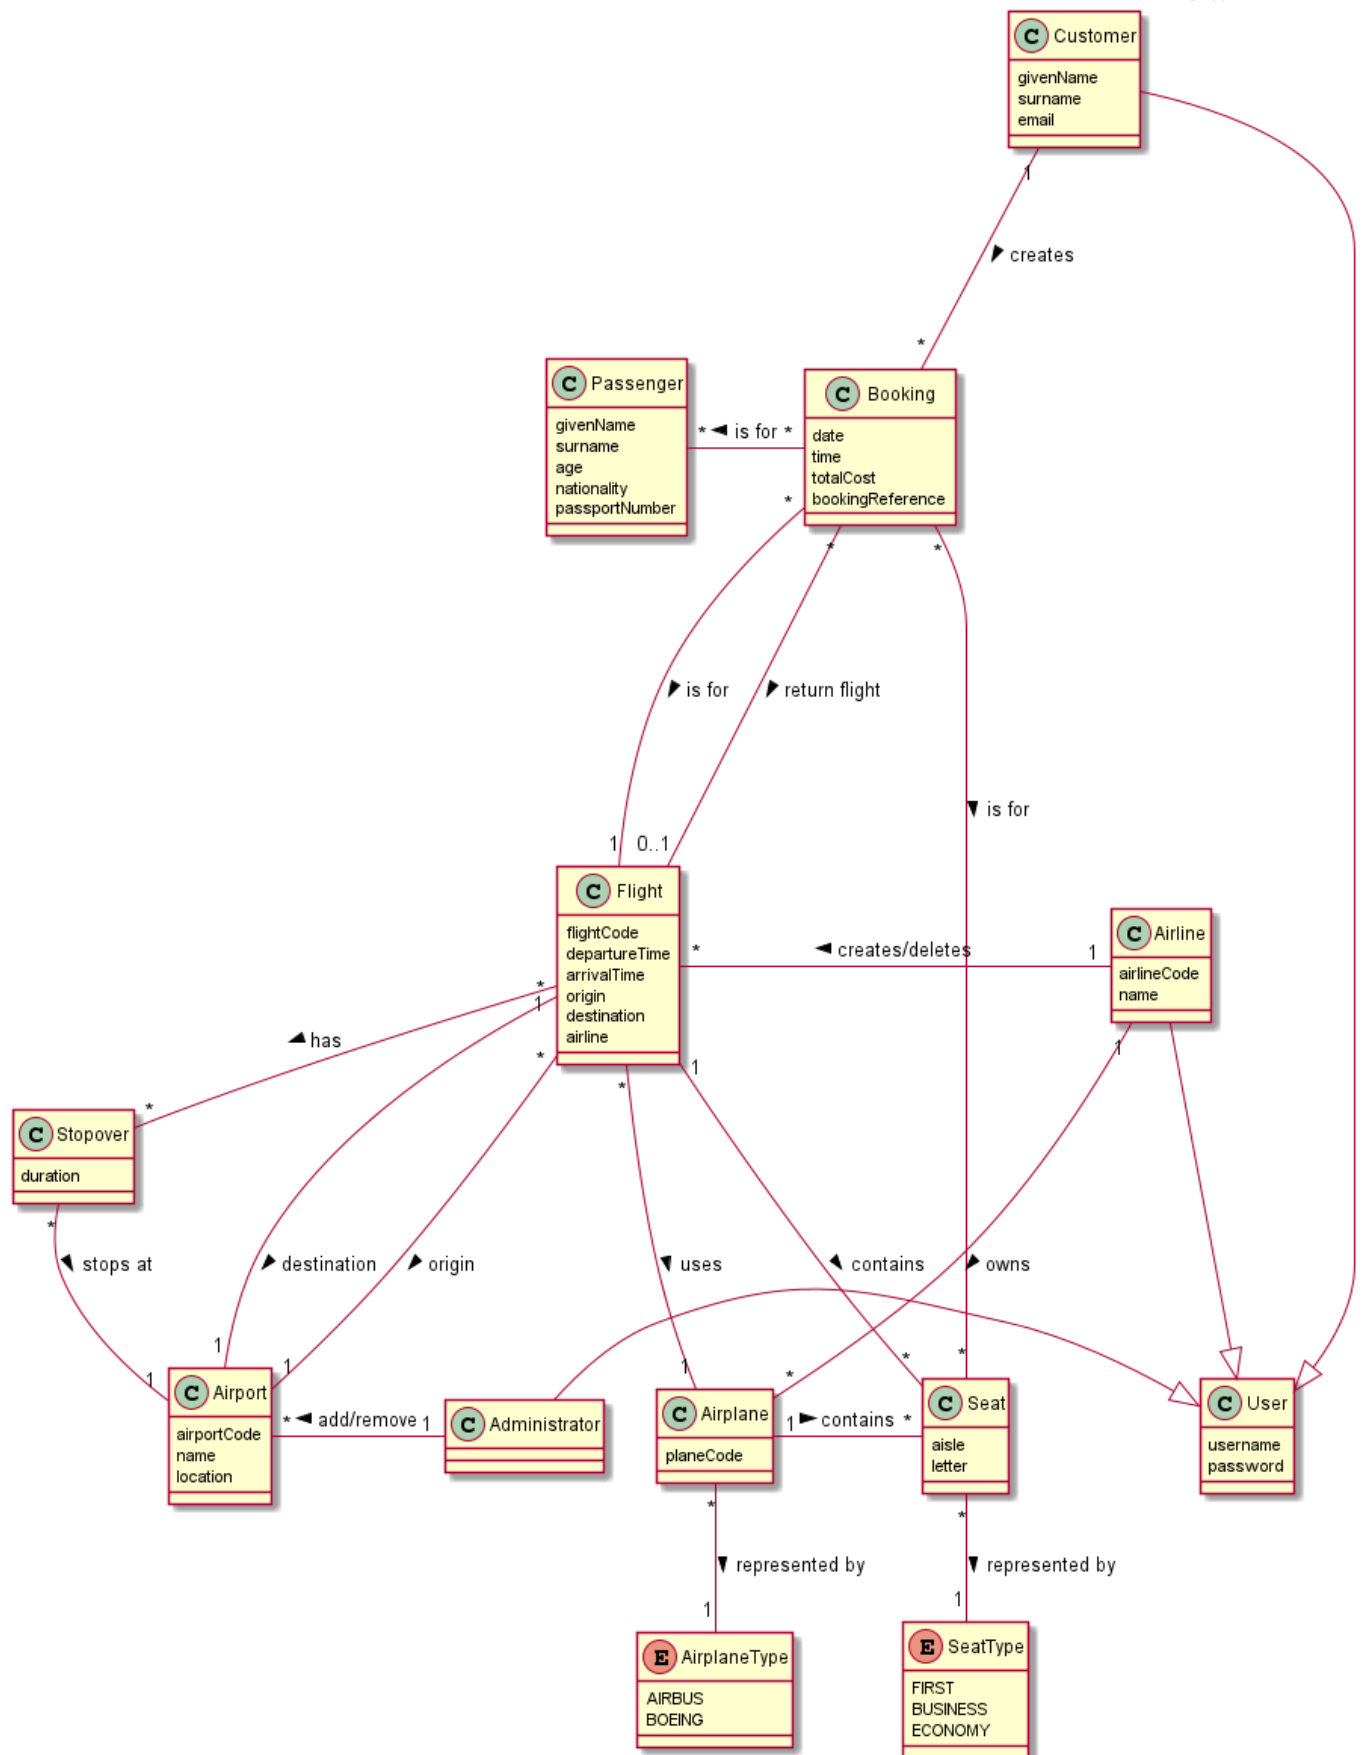 C Customer
givenName
surname
email
1
creates
*
C Passenger
givenName
surname
age
nationality
passportNumber
* is for *
C Booking
date
time
totalCost
bookingReference
*
*
*
is for
return flight
is for
1
0..1
C Flight
flightCode
departureTime
arrivalTime
origin
destination
airline
* creates/deletes 1
C Airline
airlineCode
name
*
1
has
*
*
1
1
*
C Stopover
duration
*
stops at
destination
origin
uses
contains
owns
1
1
1
1
*
*
*
C Airport
airportCode
name
location
* add/remove 1
C Administrator
C Airplane
planeCode
1 contains *
C Seat
aisle
letter
C User
username
password
*
represented by
1
*
represented by
1
E AirplaneType
AIRBUS
BOEING
E SeatType
FIRST
BUSINESS
ECONOMY